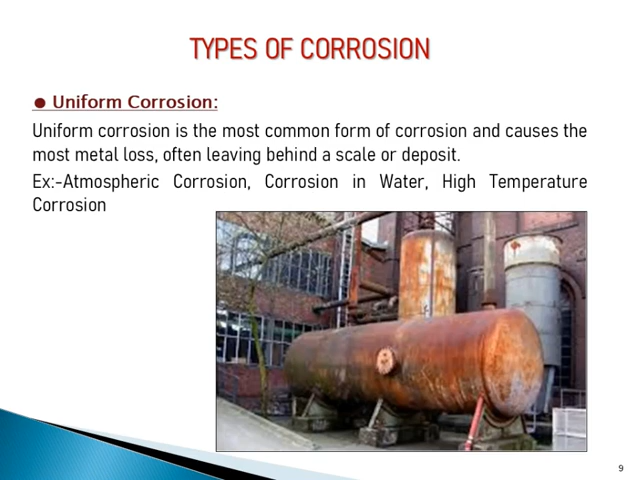 TYPES OF CORROSION
● Uniform Corrosion:
Uniform corrosion is the most common form of corrosion and causes the
most metal loss, often leaving behind a scale or deposit.
Ex:-Atmospheric Corrosion, Corrosion in Water, High Temperature
Corrosion
9